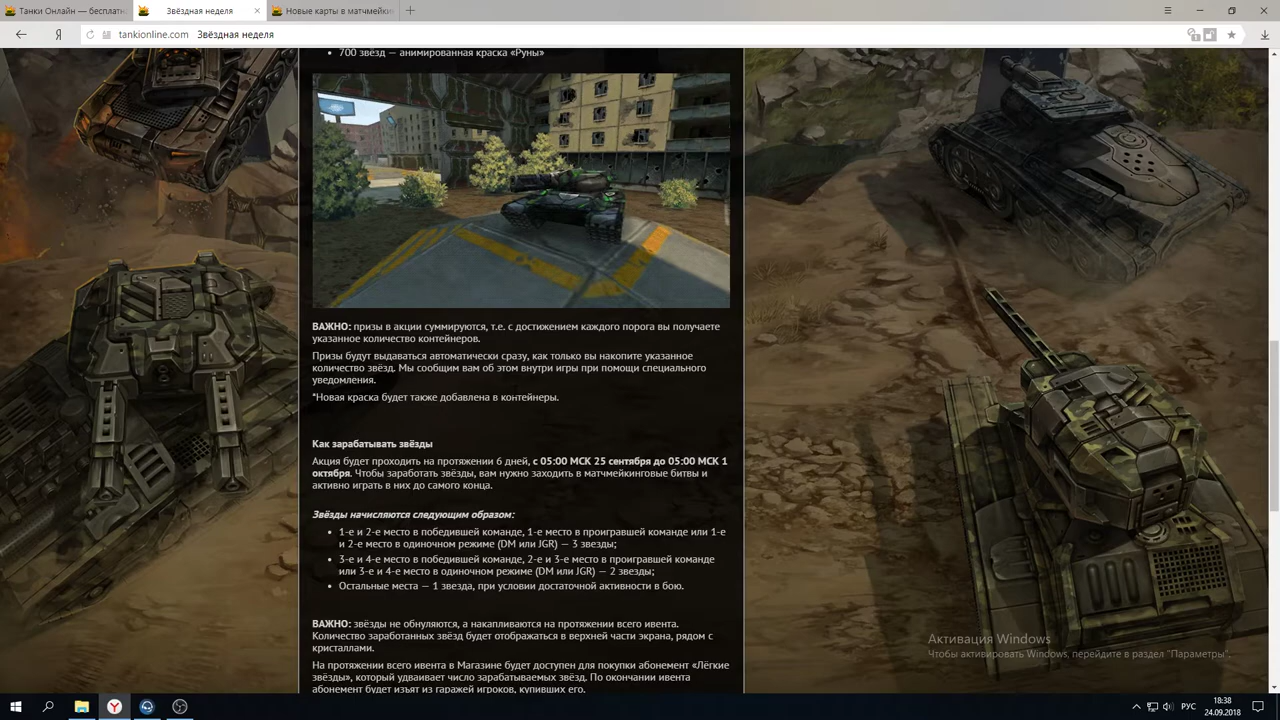 Танки Онлайн — бесплатн
Звёздная неделя
Новые карты в матчмейкин
tankionline.com Звёздная неделя
• 700 звёзд — анимированная краска «Руны»
ВАЖНО: призы в акции суммируются, т.е. с достижением каждого порога вы получаете
указанное количество контейнеров.
Призы будут выдаваться автоматически сразу, как только вы накопите указанное
количество звёзд. Мы сообщим вам об этом внутри игры при помощи специального
уведомления.
*Новая краска будет также добавлена в контейнеры.
Как зарабатывать звёзды
Акция будет проходить на протяжении 6 дней, с 05:00 МСК 25 сентября до 05:00 МСК 1
октября. Чтобы заработать звёзды, вам нужно заходить в матчмейкинговые битвы и
активно играть в них до самого конца.
Звёзды начисляются следующим образом:
• 1-е и 2-е место в победившей команде, 1-е место в проигравшей команде или 1-е
и 2-е место в одиночном режиме (DM или JGR) — 3 звезды;
• 3-е и 4-е место в победившей команде, 2-е и 3-е место в проигравшей команде
или 3-е и 4-е место в одиночном режиме (DM или JGR) — 2 звезды;
• Остальные места — 1 звезда, при условии достаточной активности в бою.
ВАЖНО: звёзды не обнуляются, а накапливаются на протяжении всего ивента.
Количество заработанных звёзд будет отображаться в верхней части экрана, рядом с
кристаллами.
На протяжении всего ивента в Магазине будет доступен для покупки абонемент «Лёгкие
звёзды», который удваивает число зарабатываемых звёзд. По окончании ивента
абонемент будет изъят из гаражей игроков, купивших его.
Активация Windows
Чтобы активировать Windows, перейдите в раздел "Параметры".
РУС
18:38
24.09.2018